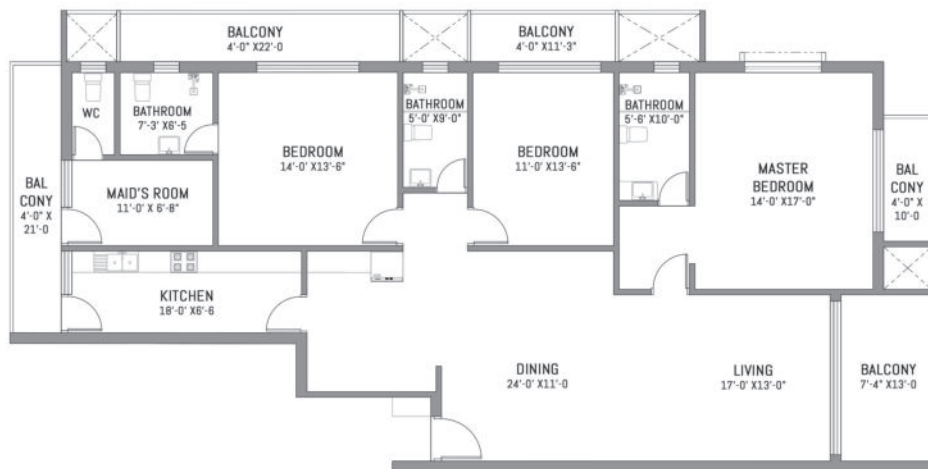 BALCONY
4'-0" X22'-0
BALCONY
4'-0" X11'-3"
WC
BATHROOM
7'-3" X6'-5
BATHROOM
5'-0" X9'-0"
BATHROOM
5'-6" X10'-0"
BEDROOM
14'-0" X13'-6"
BEDROOM
11'-0" X13'-6"
MASTER
BEDROOM
14'-0" X17'-0"
BAL
CONY
4'-0" X
21'-0
MAID'S ROOM
11'-0" X 6'-8"
BAL
CONY
4'-0" X
10'-0
KITCHEN
18'-0" X6'-6
DINING
24'-0" X11'-0
LIVING
17'-0" X13'-0"
BALCONY
7'-4" X13'-0